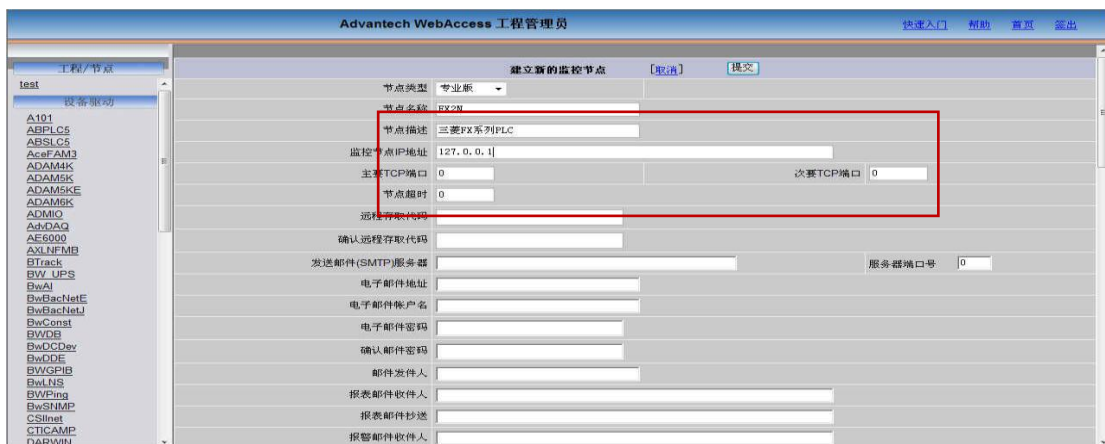 Advantech WebAccess 工程管理员
快速入门 帮助 首页 签出
工程/节点
test
设备驱动
A101
ABPLC5
ABSLC5
AceFAM3
ADAM4K
ADAM5K
ADAM5KE
ADAM6K
ADMIO
AdvDAQ
AE6000
AXLNFMB
BTrack
BW_UPS
BwAI
BwBacNetE
BwBacNetJ
BwConst
BWDB
BwDCDev
BwDDE
BWGPIB
BwLNS
BWPing
BwSNMP
CSIInet
CTICAMP
DARWIN
建立新的监控节点 [取消] 提交
节点类型 专业版
节点名称 FX2N
节点描述 三菱FX系列PLC
监控节点IP地址 127.0.0.1
主要TCP端口 0 次要TCP端口 0
节点超时 0
远程存取代码
确认远程存取代码
发送邮件(SMTP)服务器 服务器端口号 0
电子邮件地址
电子邮件帐户名
电子邮件密码
确认邮件密码
邮件发件人
报表邮件收件人
报表邮件抄送
报警邮件收件人